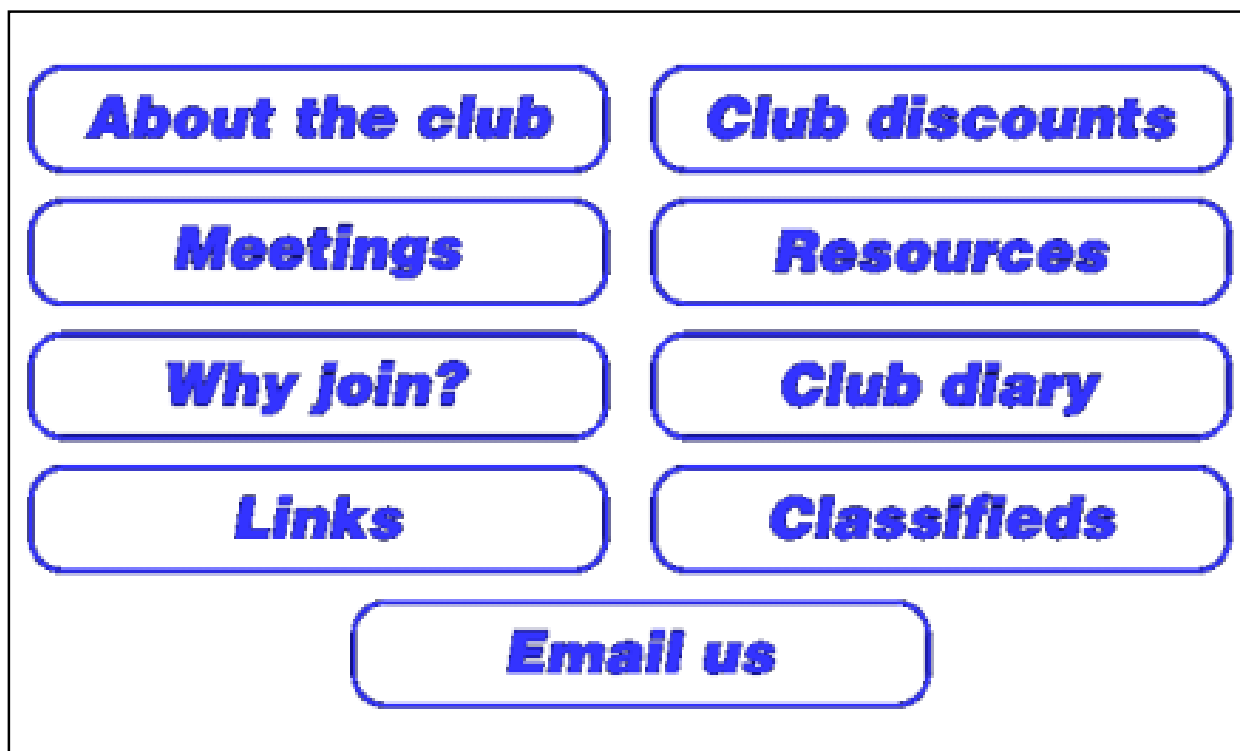 About the club
Club discounts
Meetings
Resources
Why join?
Club diary
Links
Classifieds
Email us